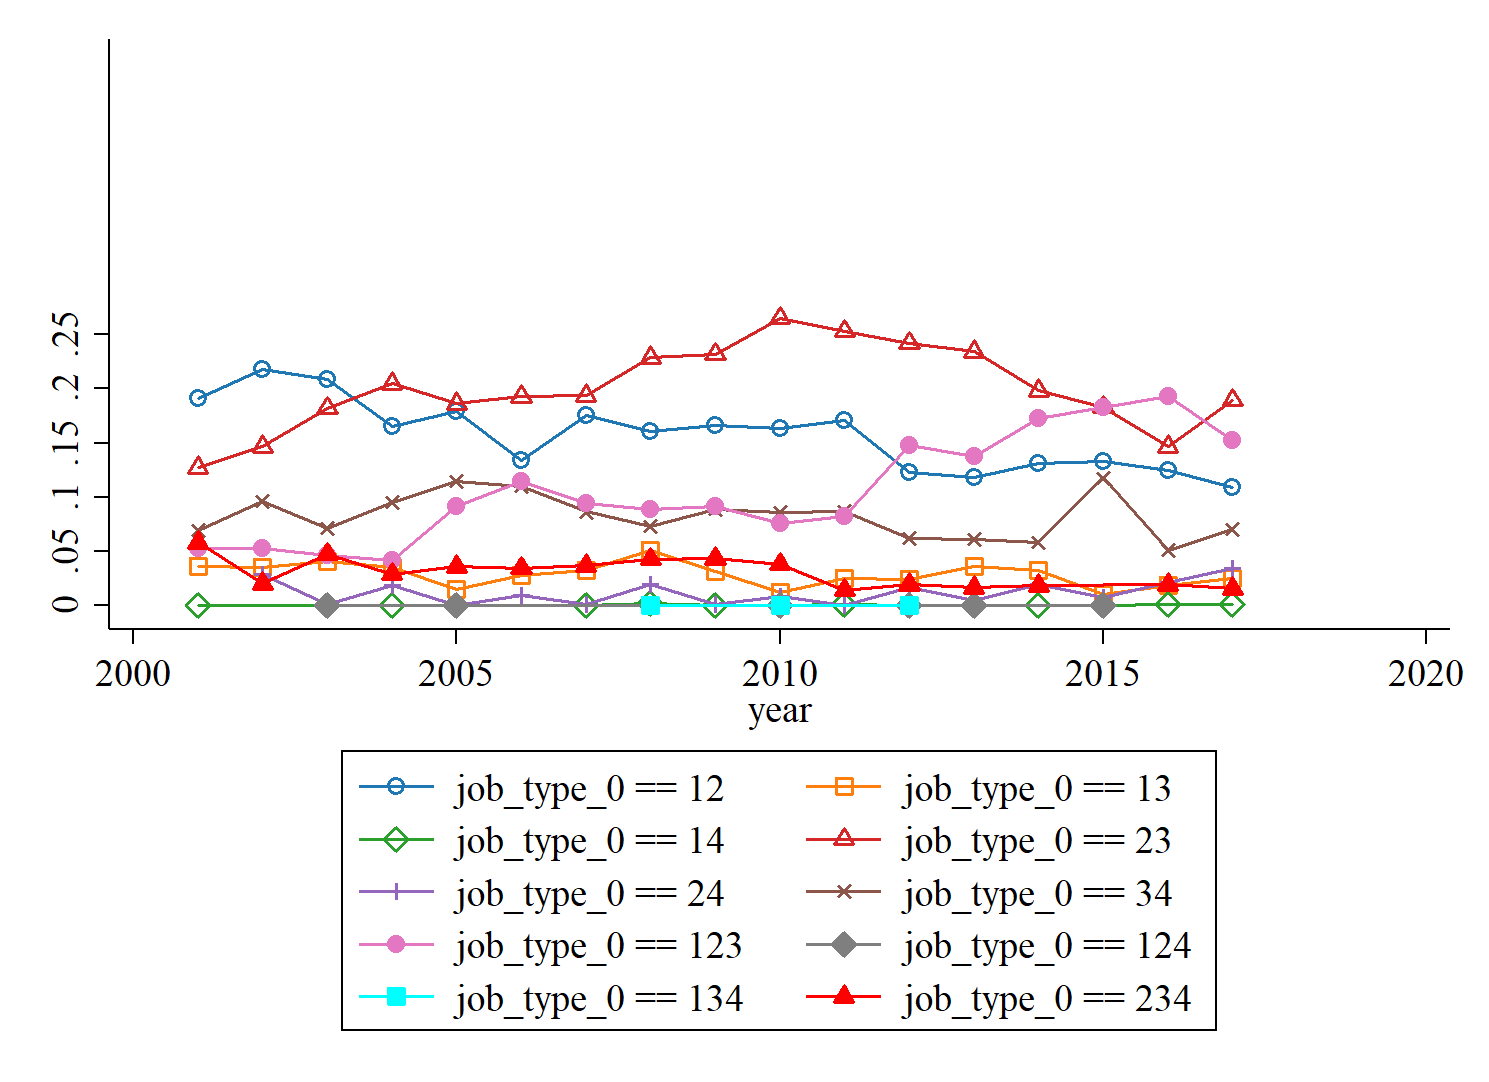 .25
.2
.15
.1
.05
0
2000 2005 2010 2015 2020
year
job_type_0 == 12 job_type_0 == 13
job_type_0 == 14 job_type_0 == 23
job_type_0 == 24 job_type_0 == 34
job_type_0 == 123 job_type_0 == 124
job_type_0 == 134 job_type_0 == 234